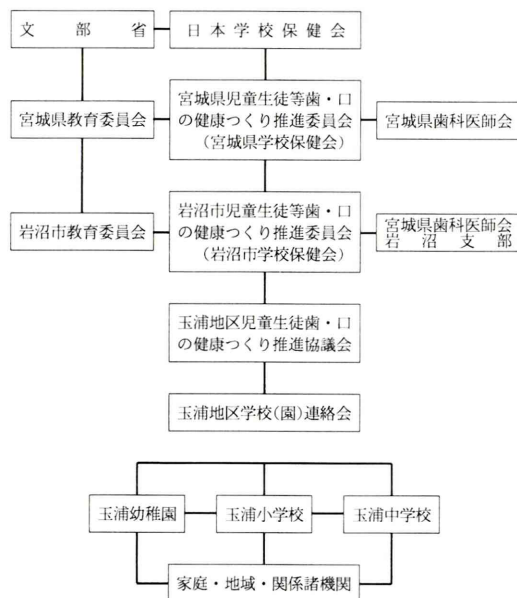 文部省
日本学校保健会
宮城県教育委員会
宮城県児童生徒等歯・口
の健康つくり推進委員会
(宮城県学校保健会)
宮城県歯科医師会
岩沼市教育委員会
岩沼市児童生徒等歯・口
の健康つくり推進委員会
(岩沼市学校保健会)
宮城県歯科医師会
岩沼支部
玉浦地区児童生徒歯・口
の健康つくり推進協議会
玉浦地区学校(園)連絡会
玉浦幼稚園
玉浦小学校
玉浦中学校
家庭・地域・関係諸機関